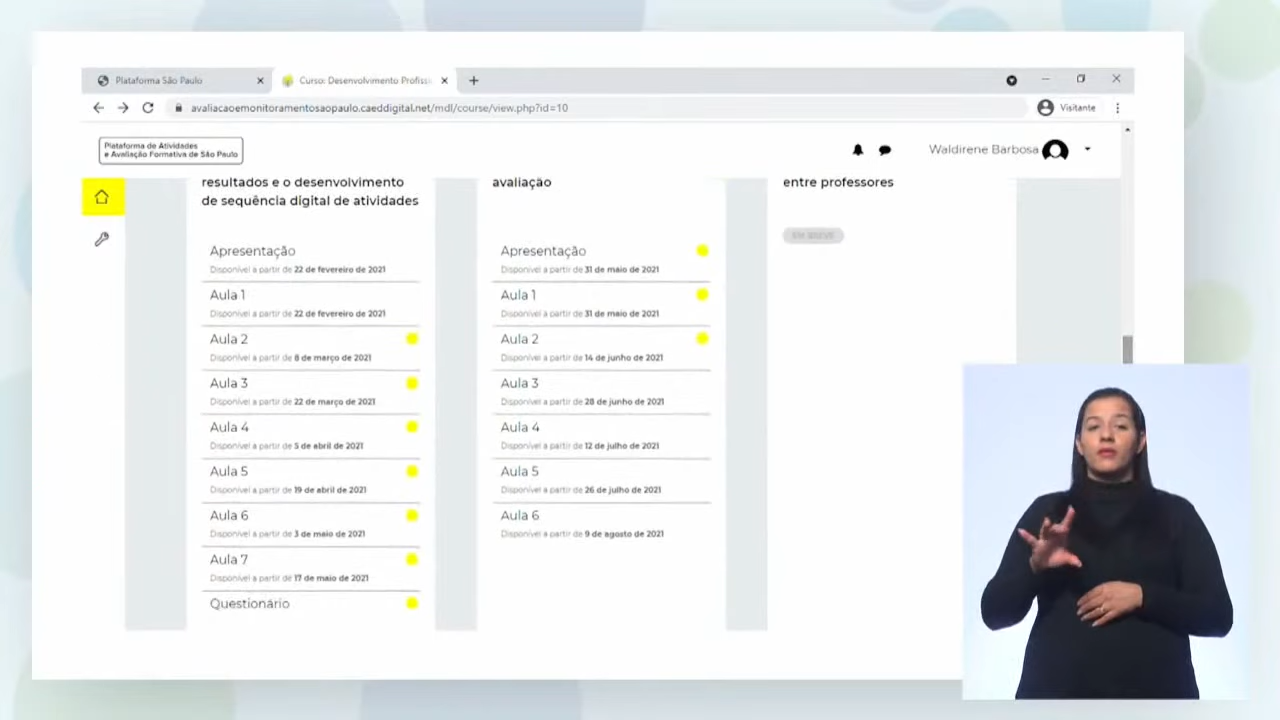 Plataforma São Paulo
Curso: Desenvolvimento Profissi
avaliacaoemonitoramentosaopaulo.caeddigital.net/mdl/course/view.php?id=10
Visitante
Plataforma de Atividades
e Avaliação Formativa de São Paulo
Waldirene Barbosa
resultados e o desenvolvimento
de sequência digital de atividades
Apresentação
Disponível a partir de 22 de fevereiro de 2021
Aula 1
Disponível a partir de 22 de fevereiro de 2021
Aula 2
Disponível a partir de 8 de março de 2021
Aula 3
Disponível a partir de 22 de março de 2021
Aula 4
Disponível a partir de 5 de abril de 2021
Aula 5
Disponível a partir de 19 de abril de 2021
Aula 6
Disponível a partir de 3 de maio de 2021
Aula 7
Disponível a partir de 17 de maio de 2021
Questionário
avaliação
Apresentação
Disponível a partir de 31 de maio de 2021
Aula 1
Disponível a partir de 31 de maio de 2021
Aula 2
Disponível a partir de 14 de junho de 2021
Aula 3
Disponível a partir de 28 de junho de 2021
Aula 4
Disponível a partir de 12 de julho de 2021
Aula 5
Disponível a partir de 26 de julho de 2021
Aula 6
Disponível a partir de 9 de agosto de 2021
entre professores
EM BREVE